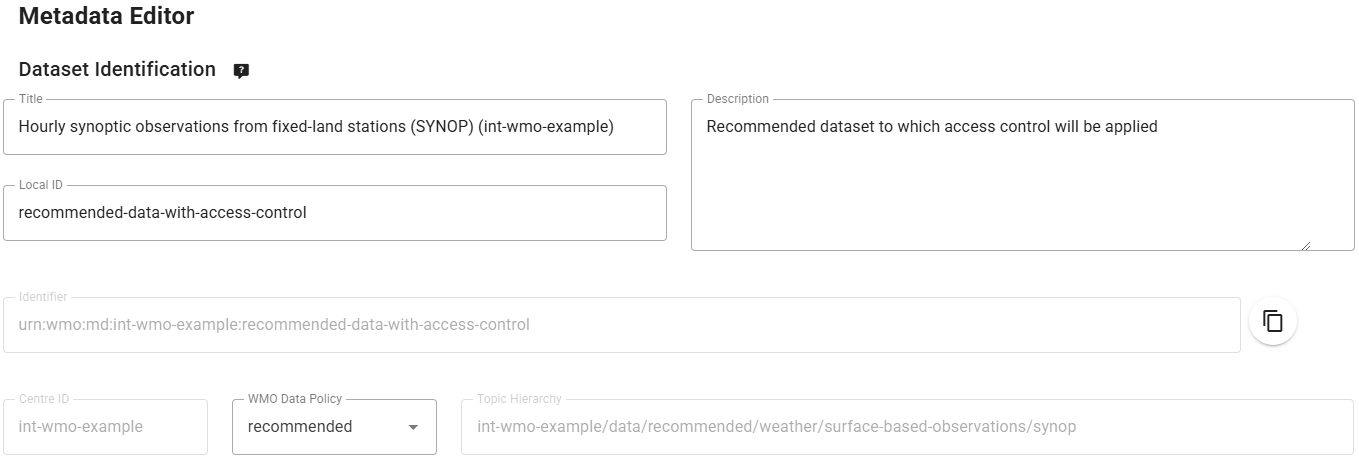 Metadata Editor
Dataset Identification
Title
Hourly synoptic observations from fixed-land stations (SYNOP) (int-wmo-example)
Description
Recommended dataset to which access control will be applied
Local ID
recommended-data-with-access-control
Identifier
urn:wmo:md:int-wmo-example:recommended-data-with-access-control
Centre ID
int-wmo-example
WMO Data Policy
recommended
Topic Hierarchy
int-wmo-example/data/recommended/weather/surface-based-observations/synop